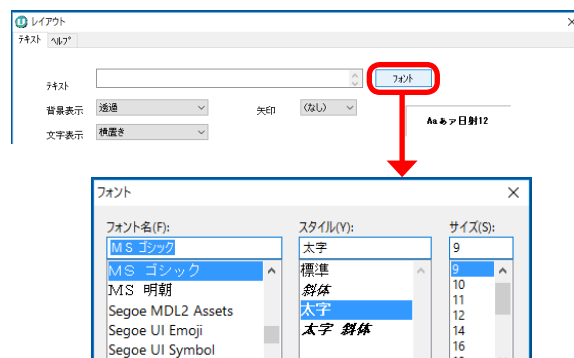 レイアウト
テキスト ヘルプ
テキスト フォント
背景表示 透過 矢印 (なし)
文字表示 横置き
Aaあァ日射12
フォント
フォント名(F): スタイル(Y): サイズ(S):
MS ゴシック 太字 9
MS ゴシック 標準 9
MS 明朝 斜体 10
Segoe MDL2 Assets 太字 11
Segoe UI Emoji 太字 斜体 12
Segoe UI Symbol 14
16